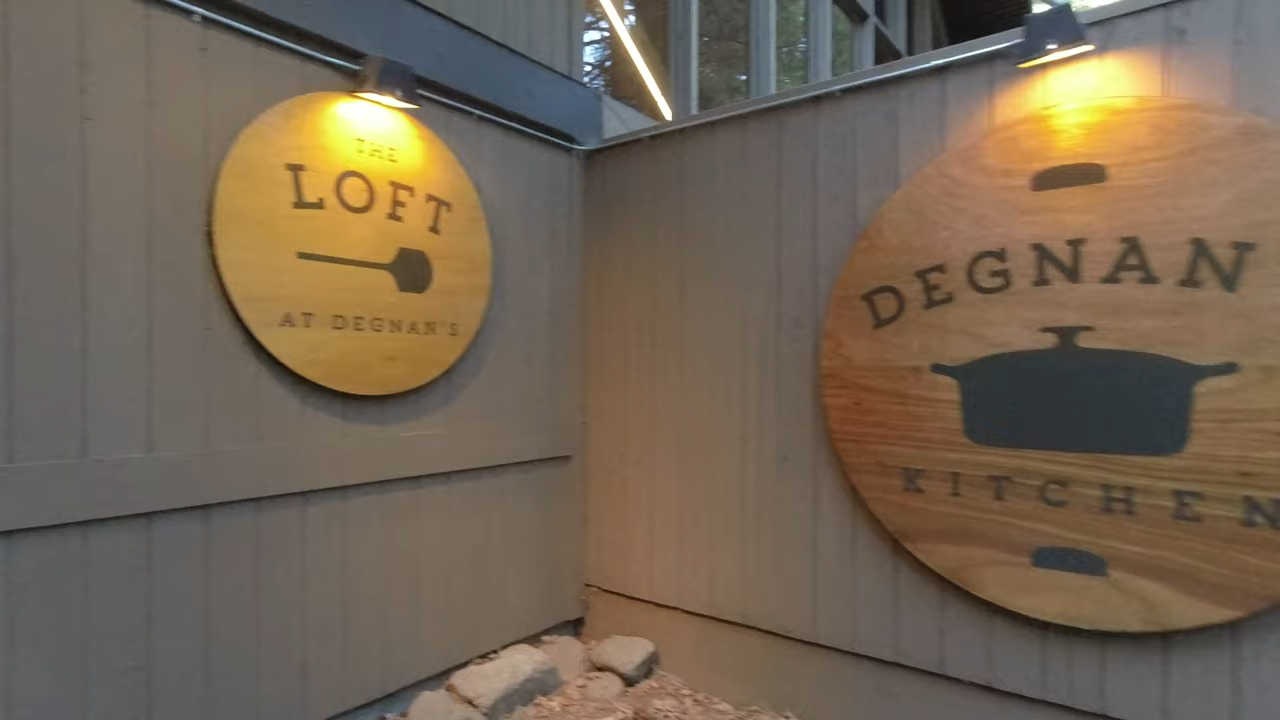 THE
LOFT
AT DEGNAN'S
DEGNAN
KITCHEN